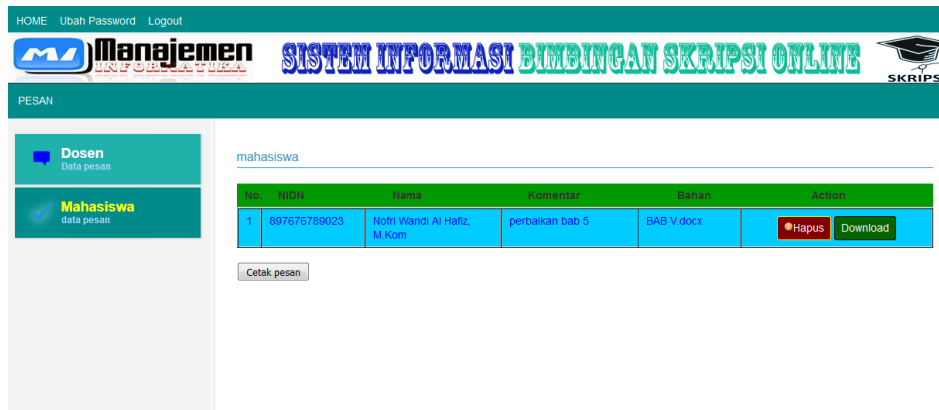 HOME Ubah Password Logout
Manajemen
INFORMATIKA
SISTEM INFORMASI BIMBINGAN SKRIPSI ONLINE
SKRIPS
PESAN
Dosen
Data pesan
Mahasiswa
data pesan
mahasiswa
No. NIDN Nama Komentar Bahan Action
1 897676789023 Nofri Wandi Al Hafiz, M.Kom perbaikan bab 5 BAB V.docx Hapus Download
Cetak pesan